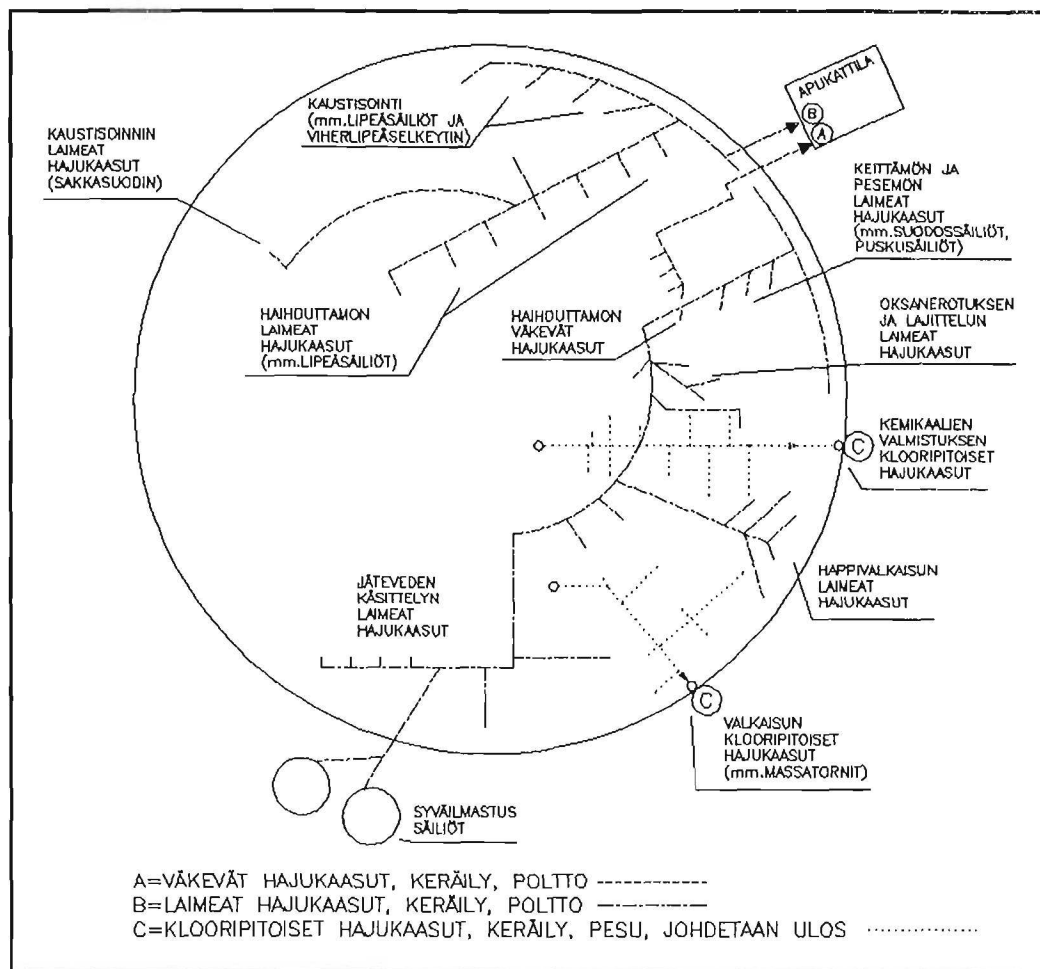 KAUSTISOINNIN
LAIMEAT
HAJUKAASUT
(SAKKASUODIN)
KAUSTISOINTI
(mm.LIPEÄSÄILIÖT JA
VIHERLIPEÄSELKEYTIN)
APUKATTILA
B
A
KEITTÄMÖN JA
PESEMÖN
LAIMEAT
HAJUKAASUT
(mm.SUODOSSÄILIÖT,
PUSKUSÄILIÖT)
HAIHDUTTAMON
LAIMEAT
HAJUKAASUT
(mm.LIPEÄSÄILIÖT)
HAIHDUTTAMON
VÄKEVÄT
HAJUKAASUT
OKSANEROTUKSEN
JA LAJITTELUN
LAIMEAT
HAJUKAASUT
C
KEMIKAALIEN
VALMISTUKSEN
KLOORIPITOISET
HAJUKAASUT
HAPPIVALKAISUN
LAIMEAT
HAJUKAASUT
JÄTEVEDEN
KÄSITTELYN
LAIMEAT
HAJUKAASUT
C
VALKAISUN
KLOORIPITOISET
HAJUKAASUT
(mm.MASSATORNIT)
SYVÄILMASTUS
SÄILIÖT
A=VÄKEVÄT HAJUKAASUT, KERÄILY, POLTTO
B=LAIMEAT HAJUKAASUT, KERÄILY, POLTTO
C=KLOORIPITOISET HAJUKAASUT, KERÄILY, PESU, JOHDETAAN ULOS